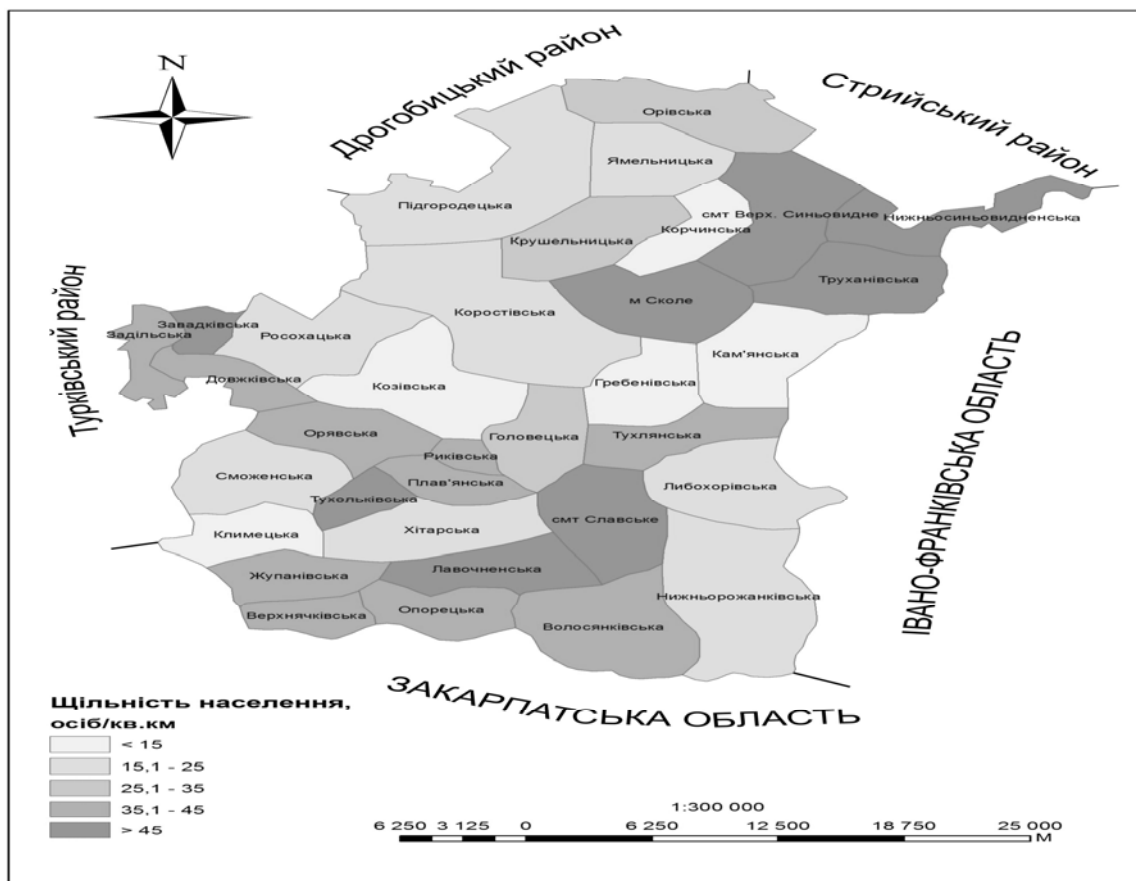 N
Дрогобицький район
Стрийський район
Орівська
Ямельницька
Підгородецька
смт Верх. Синьовидне
Нижньосиньовидненська
Корчинська
Крушельницька
Труханівська
м Сколе
Турківський район
Завадківська
Задільська
Росохацька
Коростівська
Кам'янська
Довжківська
Козівська
Гребенівська
ІВАНО-ФРАНКІВСЬКА ОБЛАСТЬ
Орявська
Головецька
Тухлянська
Риківська
Сможенська
Плав'янська
Либохорівська
Тухольківська
смт Славське
Климецька
Хітарська
Жупанівська
Лавочненська
Нижньорожанківська
Верхнячківська
Опорецька
Волосянківська
ЗАКАРПАТСЬКА ОБЛАСТЬ
Щільність населення,
осіб/кв.км
< 15
15,1 - 25
25,1 - 35
35,1 - 45
> 45
1:300 000
6 250 3 125 0 6 250 12 500 18 750 25 000
М